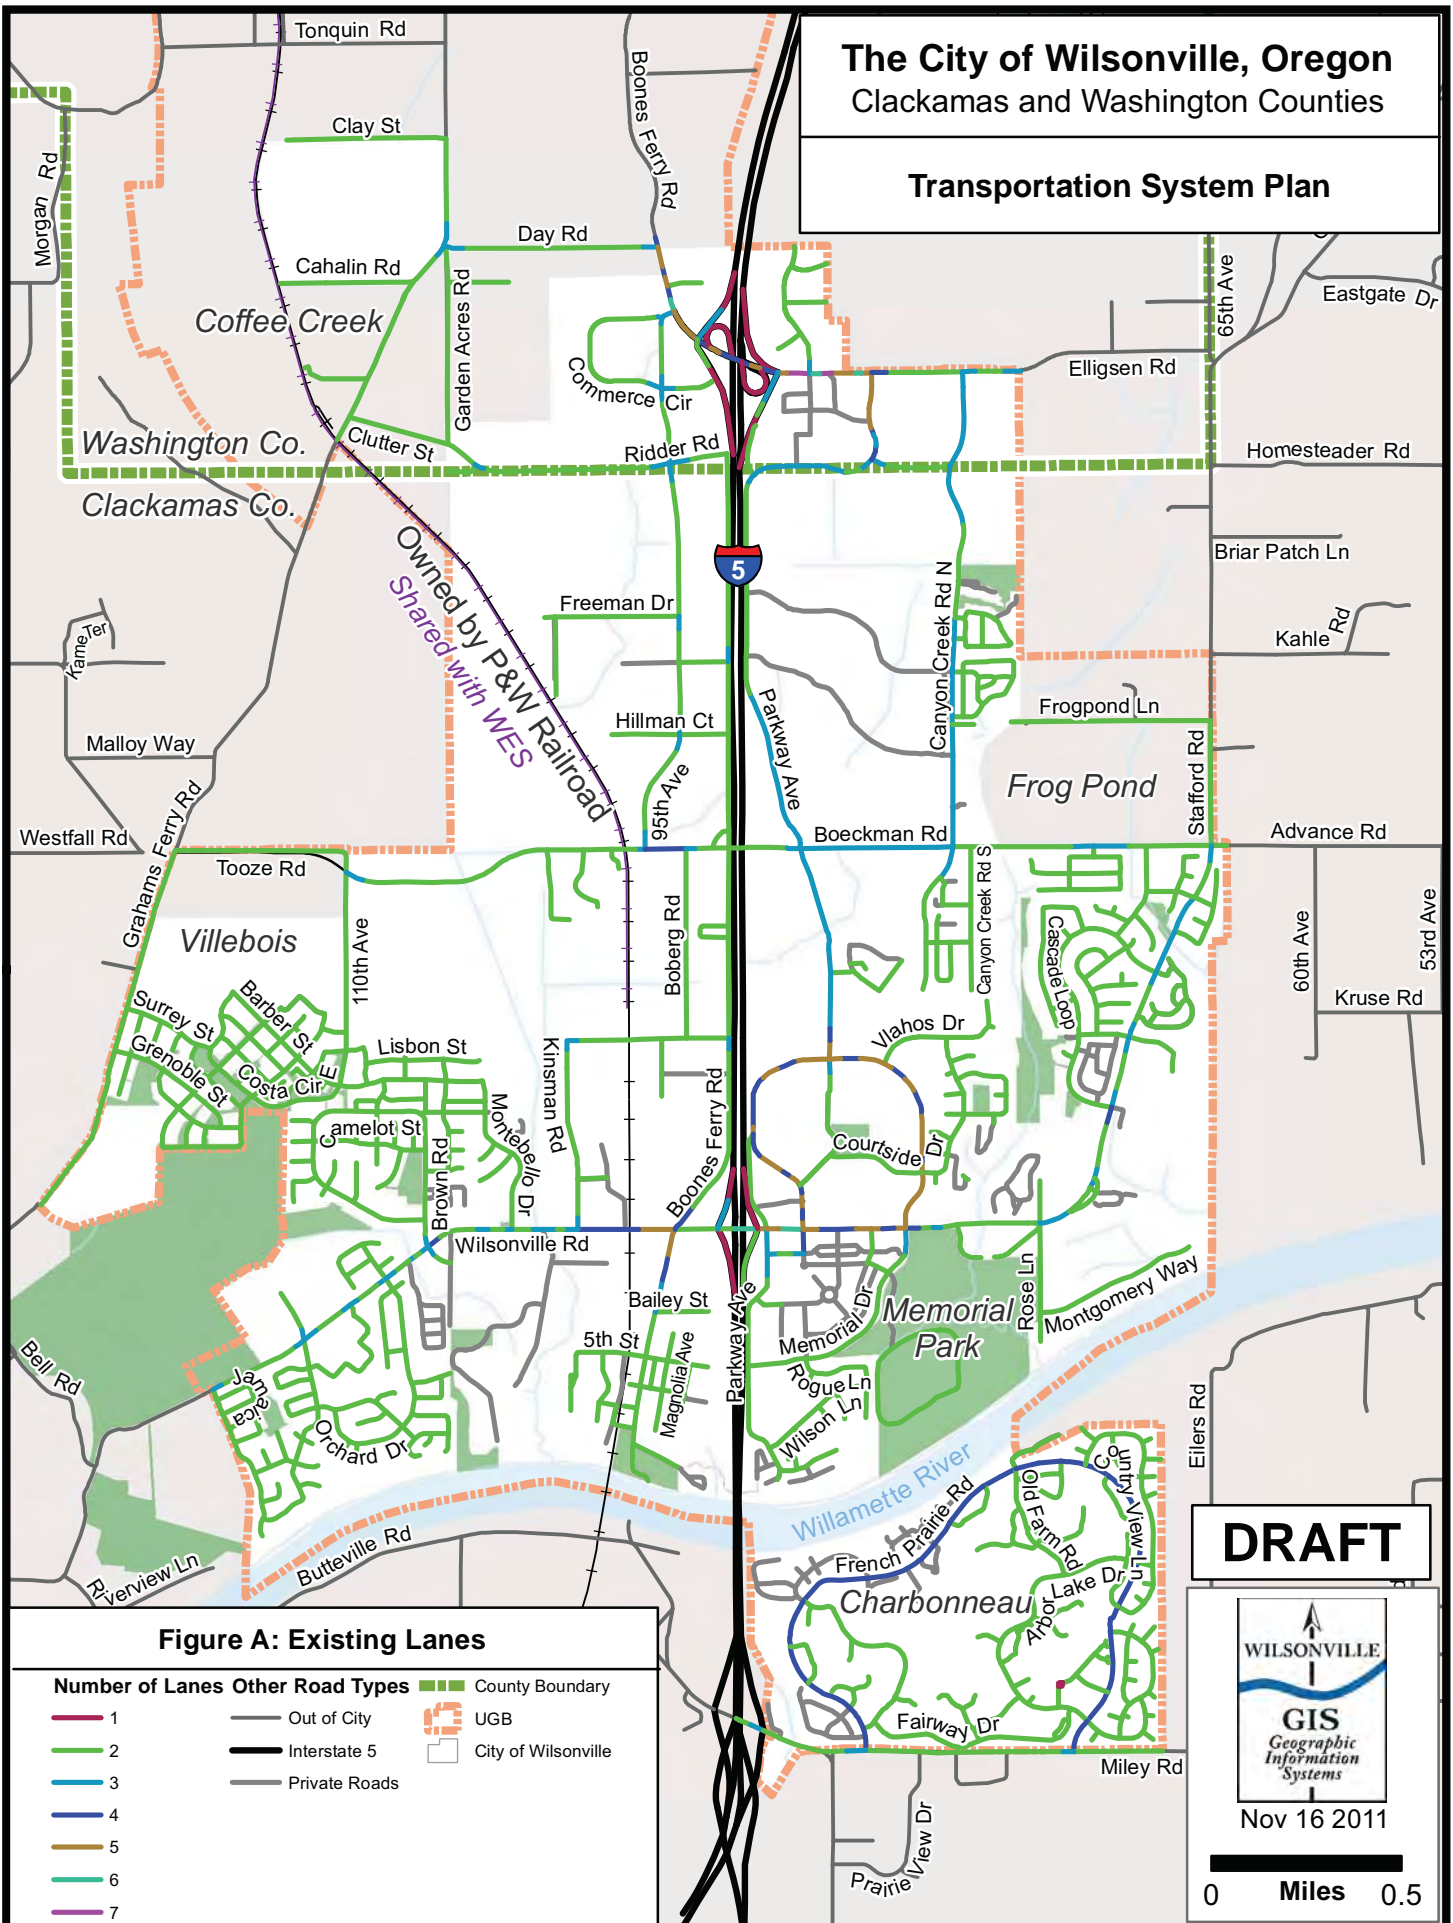 The City of Wilsonville, Oregon
Clackamas and Washington Counties
Transportation System Plan
Tonquin Rd
Boones Ferry Rd
Clay St
Morgan Rd
Day Rd
Cahalin Rd
65th Ave
Eastgate Dr
Coffee Creek
Garden Acres Rd
Commerce Cir
Elligsen Rd
Washington Co.
Clutter St
Ridder Rd
Homesteader Rd
Clackamas Co.
Owned by P&W Railroad
Shared with WES
5
Briar Patch Ln
Canyon Creek Rd N
Freeman Dr
Kame Ter
Kahle Rd
Parkway Ave
Frogpond Ln
Hillman Ct
Malloy Way
Stafford Rd
Frog Pond
95th Ave
Grahams Ferry Rd
Westfall Rd
Boeckman Rd
Advance Rd
Tooze Rd
Canyon Creek Rd S
Boberg Rd
Villebois
110th Ave
Cascade Loop
60th Ave
53rd Ave
Kruse Rd
Surrey St
Barber St
Vlahos Dr
Grenoble St
Costa Cir E
Lisbon St
Kinsman Rd
Boones Ferry Rd
Camelot St
Montebello Dr
Brown Rd
Courtside Dr
Wilsonville Rd
Rose Ln
Montgomery Way
Bailey St
Parkway Ave
Memorial Dr
Memorial
Park
5th St
Magnolia Ave
Bell Rd
Jamaica
Rogue Ln
Wilson Ln
Orchard Dr
Eilers Rd
Willamette River
Country View Ln
Old Farm Rd
French Prairie Rd
Butteville Rd
Riverview Ln
Charbonneau
Arbor Lake Dr
Fairway Dr
Miley Rd
Prairie View Dr
DRAFT
WILSONVILLE
GIS
Geographic
Information
Systems
Nov 16 2011
0 Miles 0.5
Figure A: Existing Lanes
Number of Lanes Other Road Types County Boundary
1 Out of City UGB
2 Interstate 5 City of Wilsonville
3 Private Roads
4
5
6
7